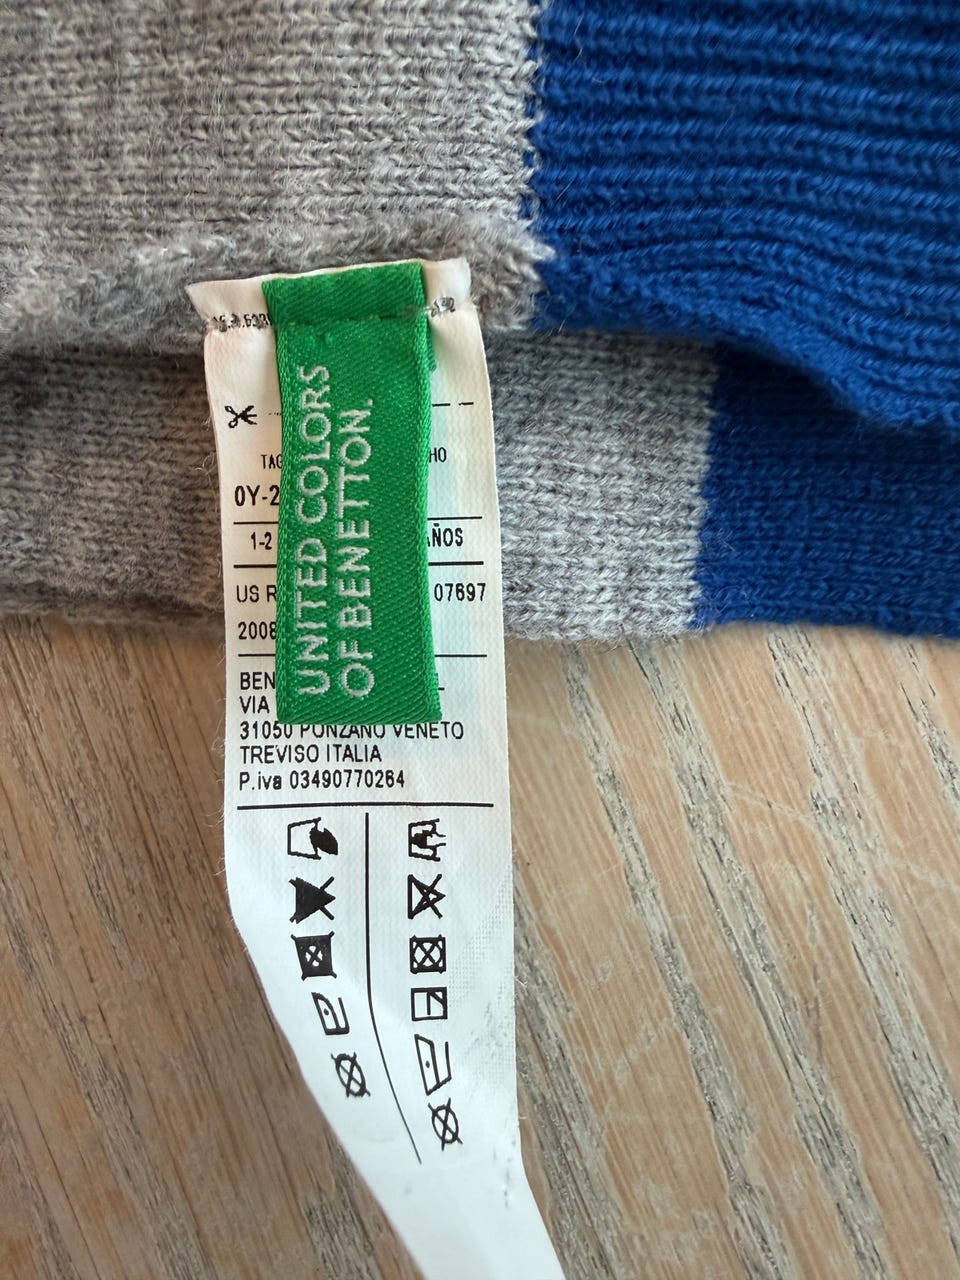 UNITED COLORS
OF BENETTON.
0Y-2
1-2 AÑOS
US 07697
2008
VIA
31050 PONZANO VENETO
TREVISO ITALIA
P.iva 03490770264